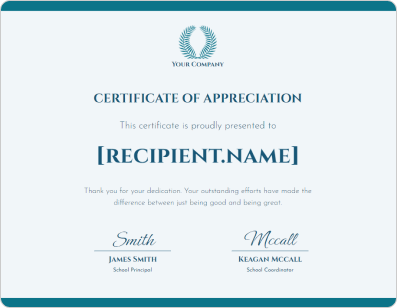 YOUR COMPANY
CERTIFICATE OF APPRECIATION
This certificate is proudly presented to
[RECIPIENT.NAME]
Thank you for your dedication. Your outstanding efforts have made the
difference between just being good and being great.
Smith
Mccall
JAMES SMITH
KEAGAN MCCALL
School Principal
School Coordinator